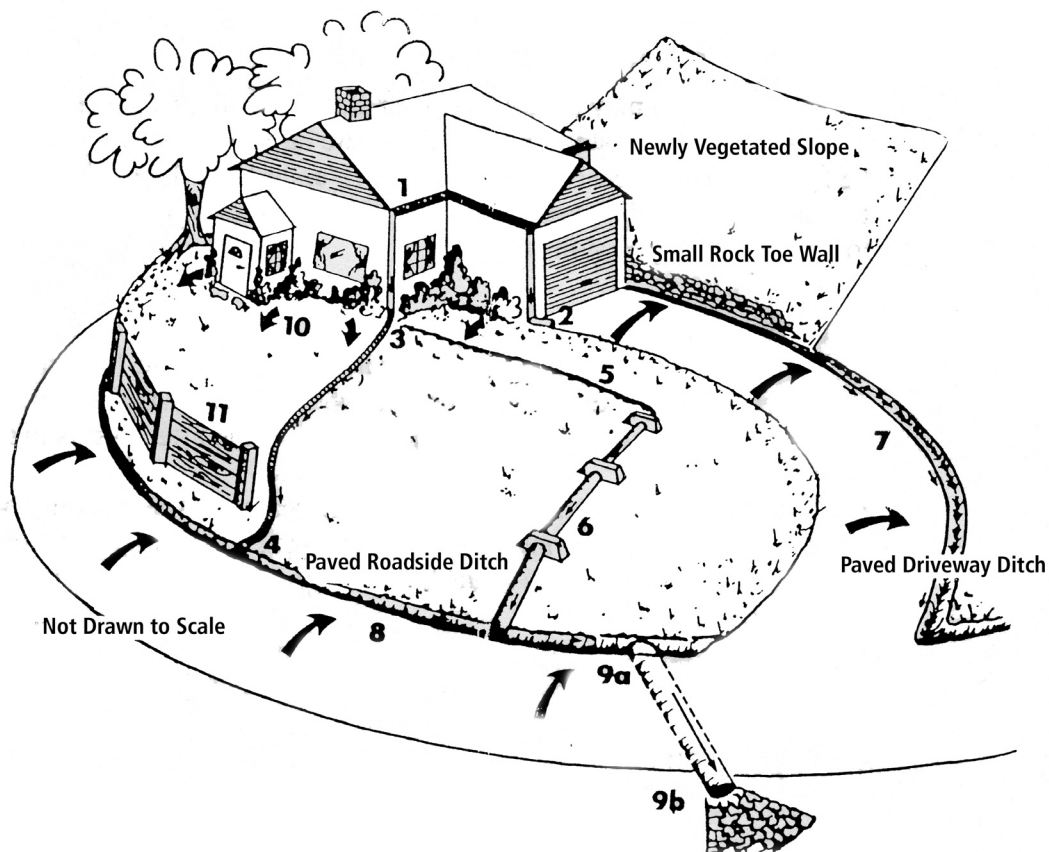 Newly Vegetated Slope
1
Small Rock Toe Wall
10
2
3
5
11
7
6
4
Paved Roadside Ditch
Paved Driveway Ditch
Not Drawn to Scale
8
9a
9b